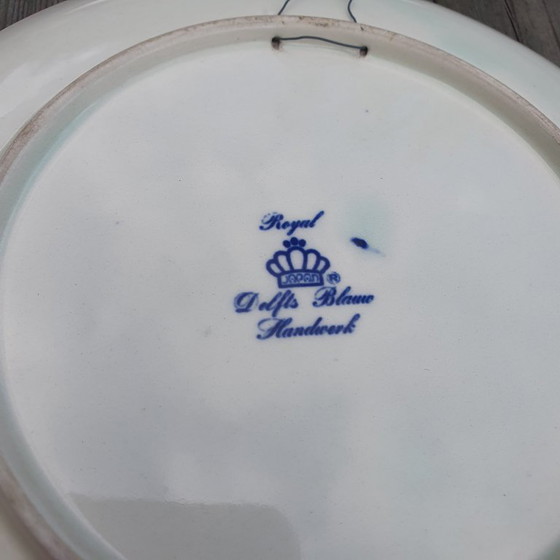 Royal
JAPAN ®
Delfts Blauw
Handwerk